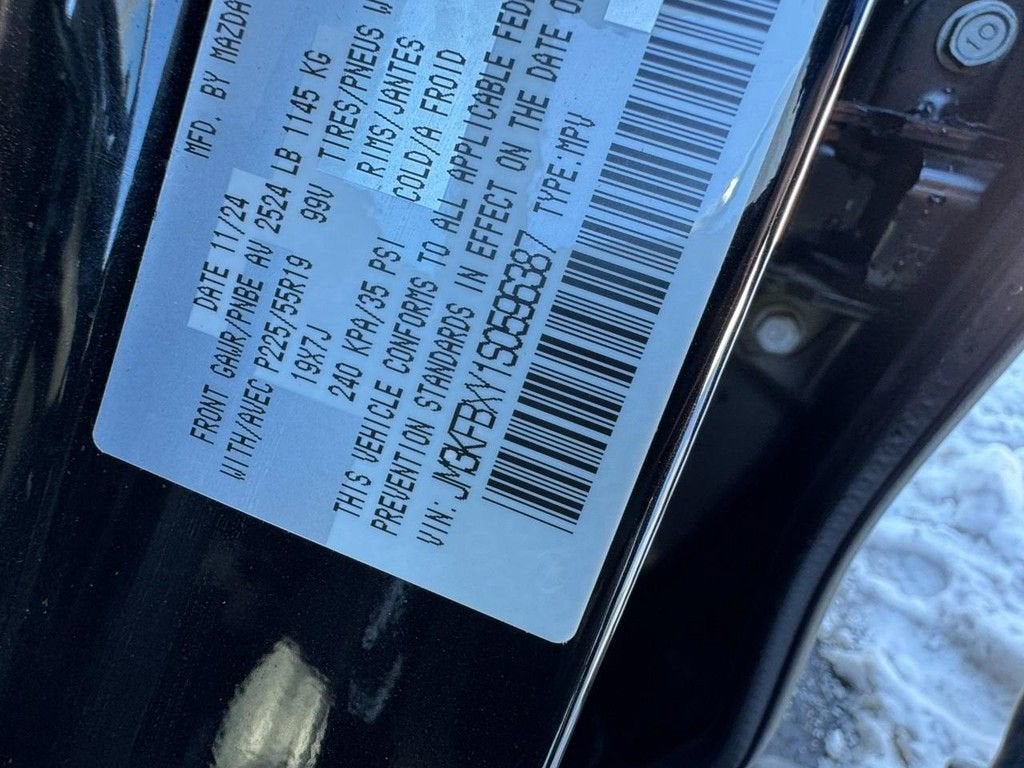 MFD. BY MAZDA
DATE 11/24
FRONT GAWR/PNBE AV 2524 LB 1145 KG
WITH/AVEC P225/55R19 99V TIRES/PNEUS W
19X7J RIMS/JANTES
240 KPA/35 PSI COLD/A FROID
THIS VEHICLE CONFORMS TO ALL APPLICABLE FED
PREVENTION STANDARDS IN EFFECT ON THE DATE O
VIN: JM3KFBXY1S0596387 TYPE:MPV
10